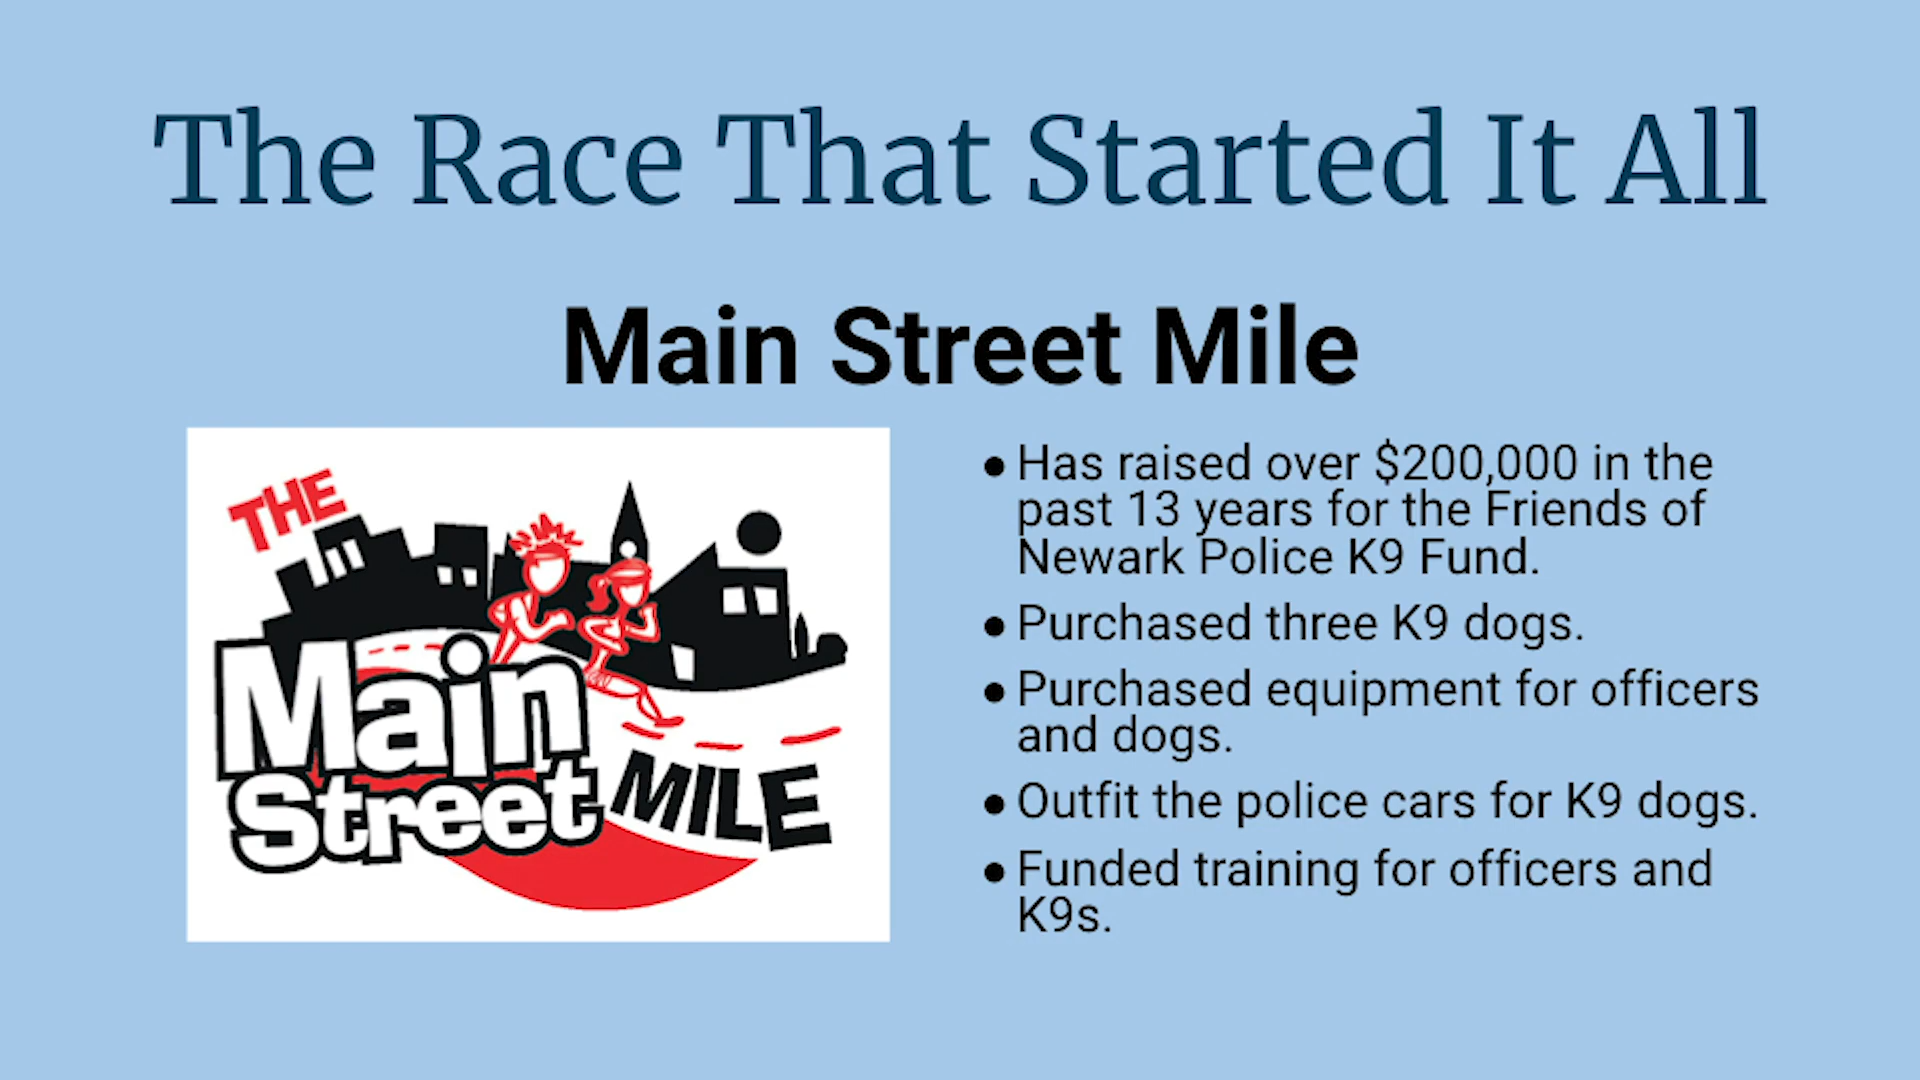 The Race That Started It All
Main Street Mile
THE
Main
Street
MILE
● Has raised over $200,000 in the
past 13 years for the Friends of
Newark Police K9 Fund.
● Purchased three K9 dogs.
● Purchased equipment for officers
and dogs.
● Outfit the police cars for K9 dogs.
● Funded training for officers and
K9s.